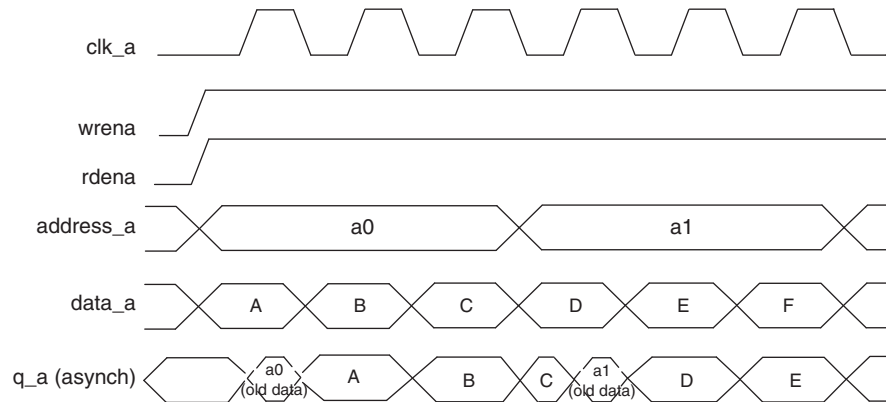 clk_a
wrena
rdena
address_a a0 a1
data_a A B C D E F
q_a (asynch) a0 (old data) A B C a1 (old data) D E